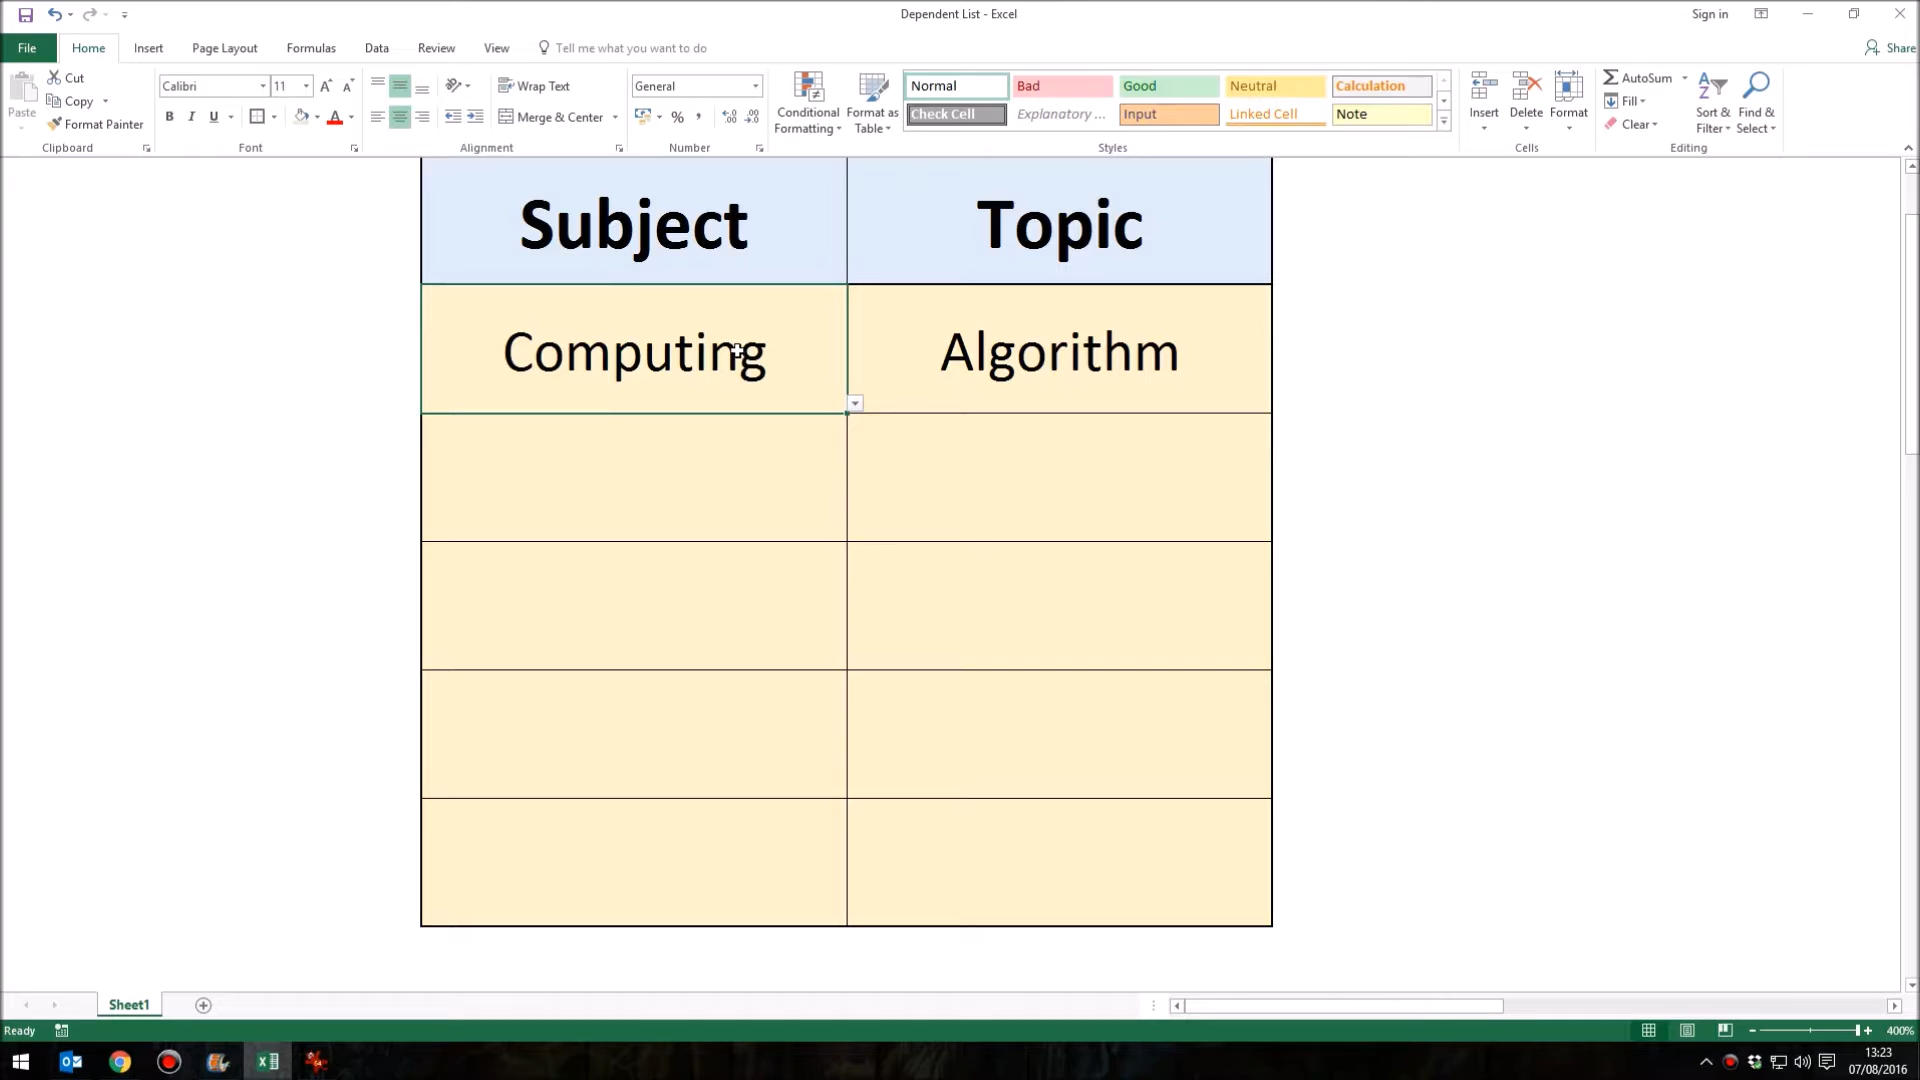 Dependent List - Excel
Sign in
File Home Insert Page Layout Formulas Data Review View Tell me what you want to do Share
Paste
Cut
Copy
Format Painter
Clipboard
Calibri 11
B I U
Font
Wrap Text
Merge & Center
Alignment
General
Number
Conditional Formatting
Format as Table
Normal Bad Good Neutral Calculation
Check Cell Explanatory ... Input Linked Cell Note
Styles
Insert Delete Format
Cells
AutoSum
Fill
Clear
Sort & Filter
Find & Select
Editing
Subject Topic
Computing Algorithm
Sheet1
Ready
400%
13:23
07/08/2016